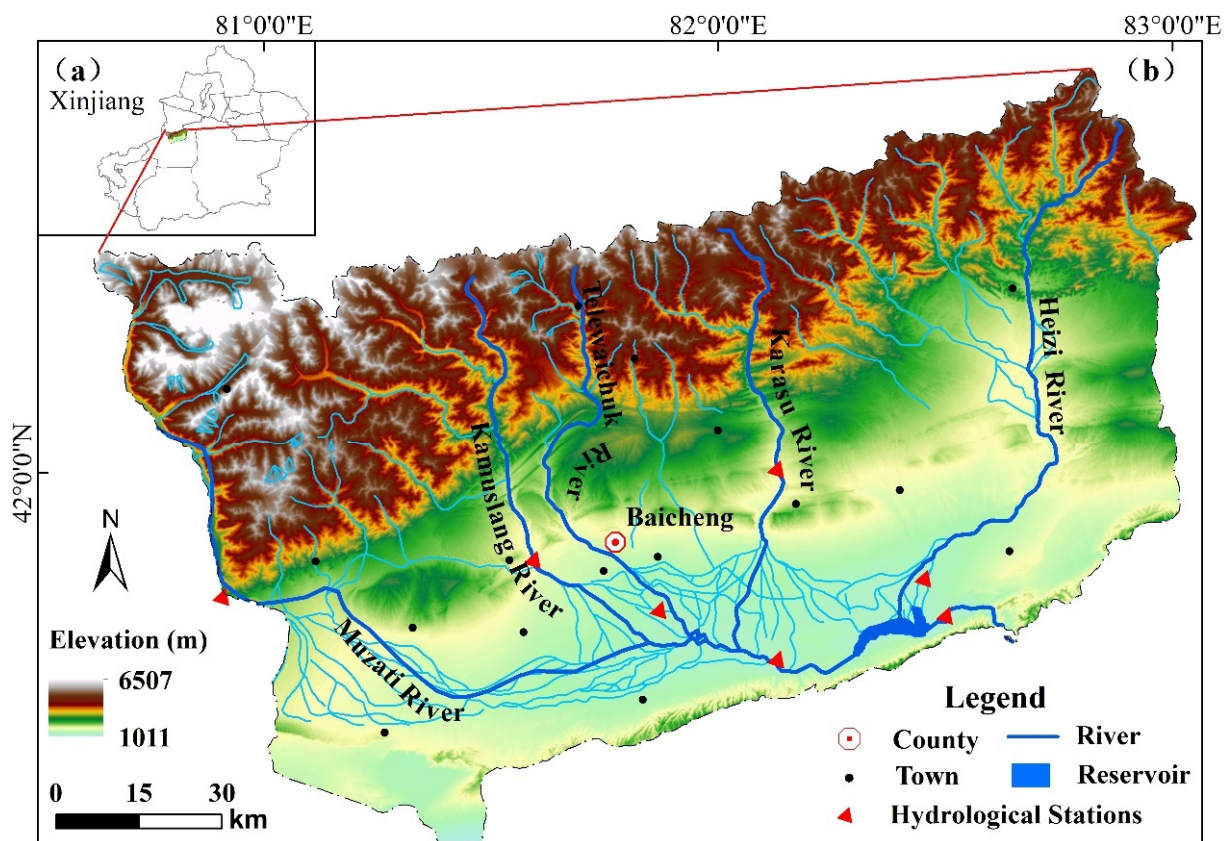 81°0'0"E
82°0'0"E
83°0'0"E
(a)
Xinjiang
(b)
42°0'0"N
N
Telewaichuk River
Kamuslang River
Karasu River
Heizi River
Muzati River
Baicheng
Elevation (m)
6507
1011
0 15 30
km
Legend
County
River
Town
Reservoir
Hydrological Stations